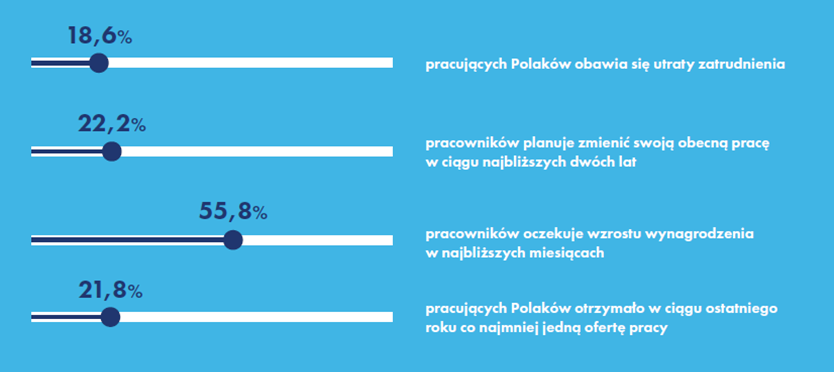 18,6%
pracujących Polaków obawia się utraty zatrudnienia
22,2%
pracowników planuje zmienić swoją obecną pracę
w ciągu najbliższych dwóch lat
55,8%
pracowników oczekuje wzrostu wynagrodzenia
w najbliższych miesiącach
21,8%
pracujących Polaków otrzymało w ciągu ostatniego
roku co najmniej jedną ofertę pracy